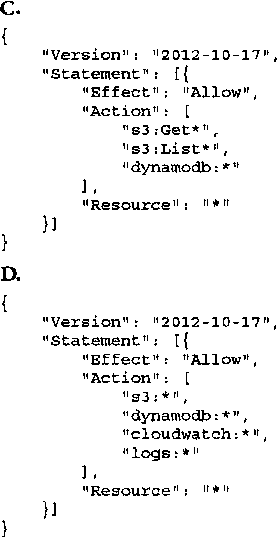 C.
{
    "Version": "2012-10-17",
    "Statement": [{
        "Effect": "Allow",
        "Action": [
            "s3:Get*",
            "s3:List*",
            "dynamodb:*"
        ],
        "Resource": "*"
    }]
}
D.
{
    "Version": "2012-10-17",
    "Statement": [{
        "Effect": "Allow",
        "Action": [
            "s3:*",
            "dynamodb:*",
            "cloudwatch:*",
            "logs:*"
        ],
        "Resource": "*"
    }]
}